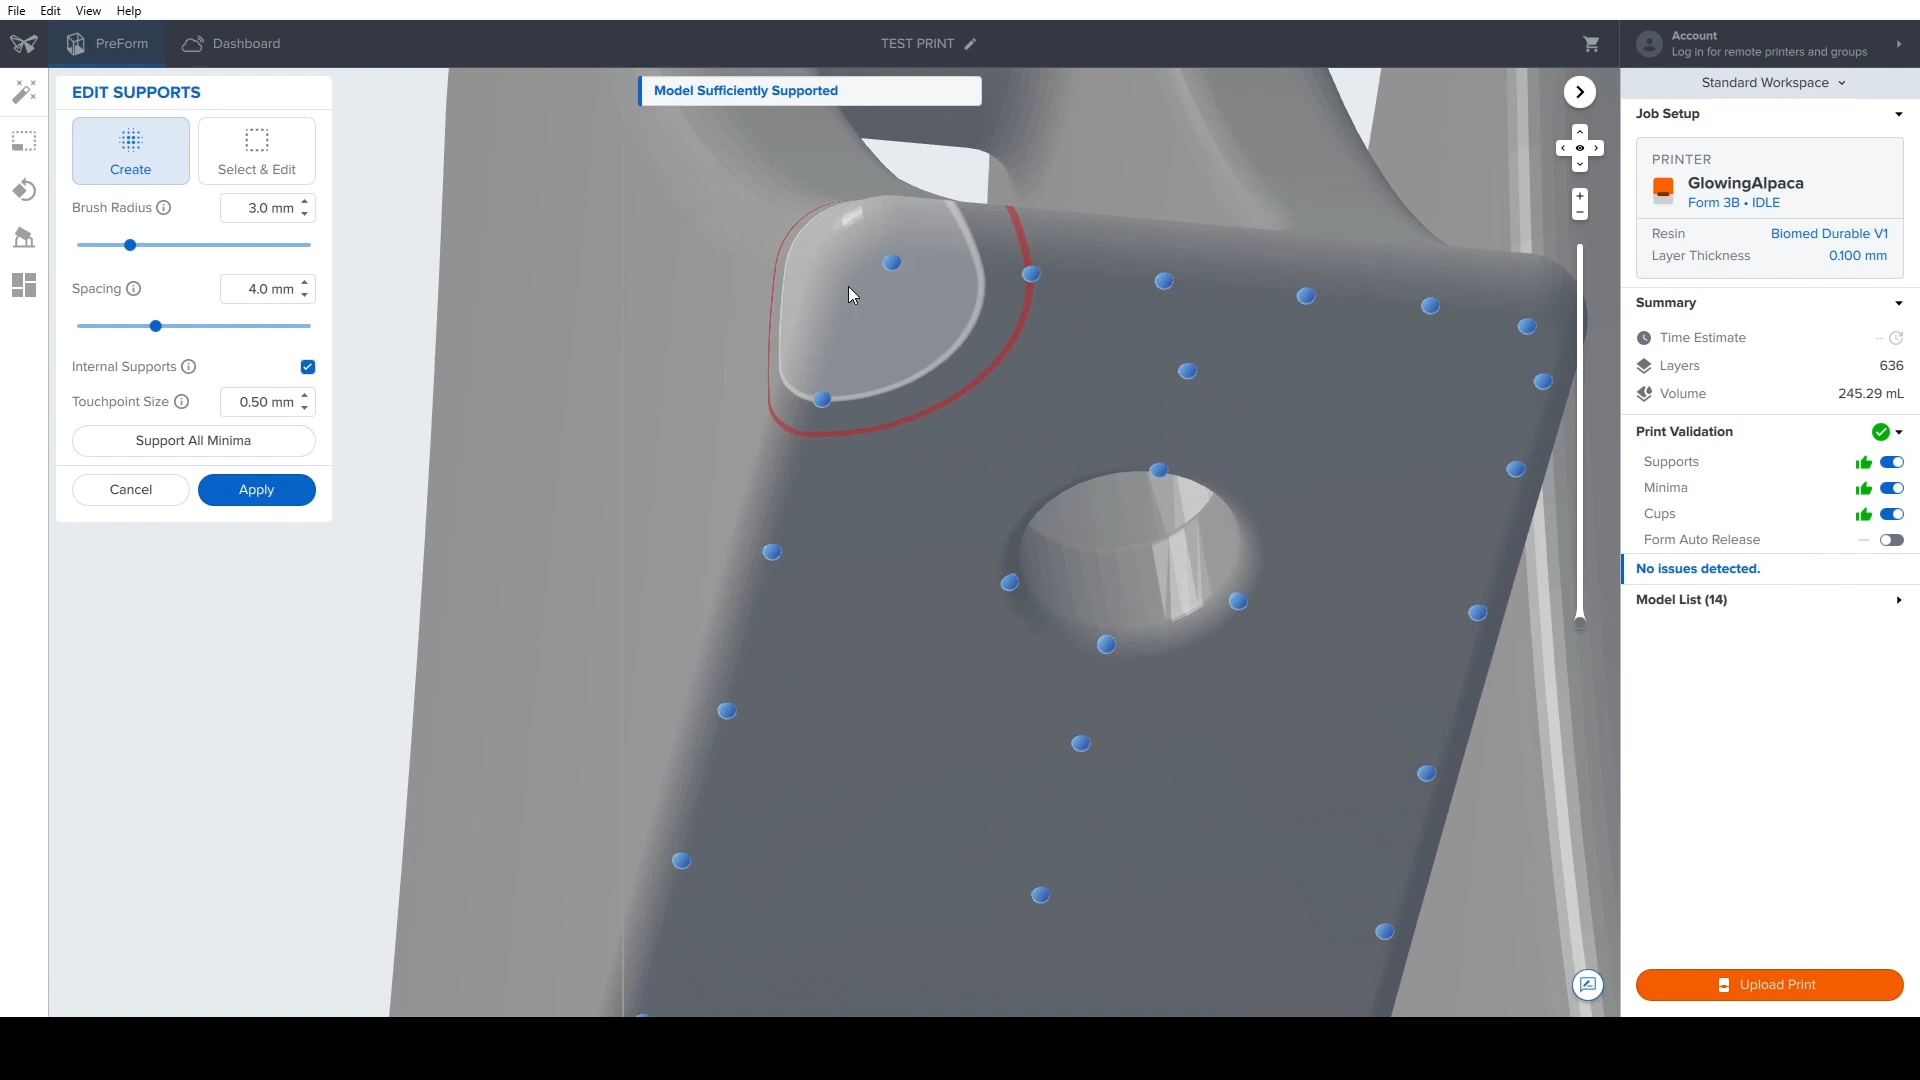 File Edit View Help
PreForm Dashboard TEST PRINT Account
Log in for remote printers and groups
EDIT SUPPORTS
Create Select & Edit
Brush Radius 3.0 mm
Spacing 4.0 mm
Internal Supports
Touchpoint Size 0.50 mm
Support All Minima
Cancel Apply
Model Sufficiently Supported
Standard Workspace
Job Setup
PRINTER
GlowingAlpaca
Form 3B • IDLE
Resin Biomed Durable V1
Layer Thickness 0.100 mm
Summary
Time Estimate --
Layers 636
Volume 245.29 mL
Print Validation
Supports
Minima
Cups
Form Auto Release
No issues detected.
Model List (14)
Upload Print